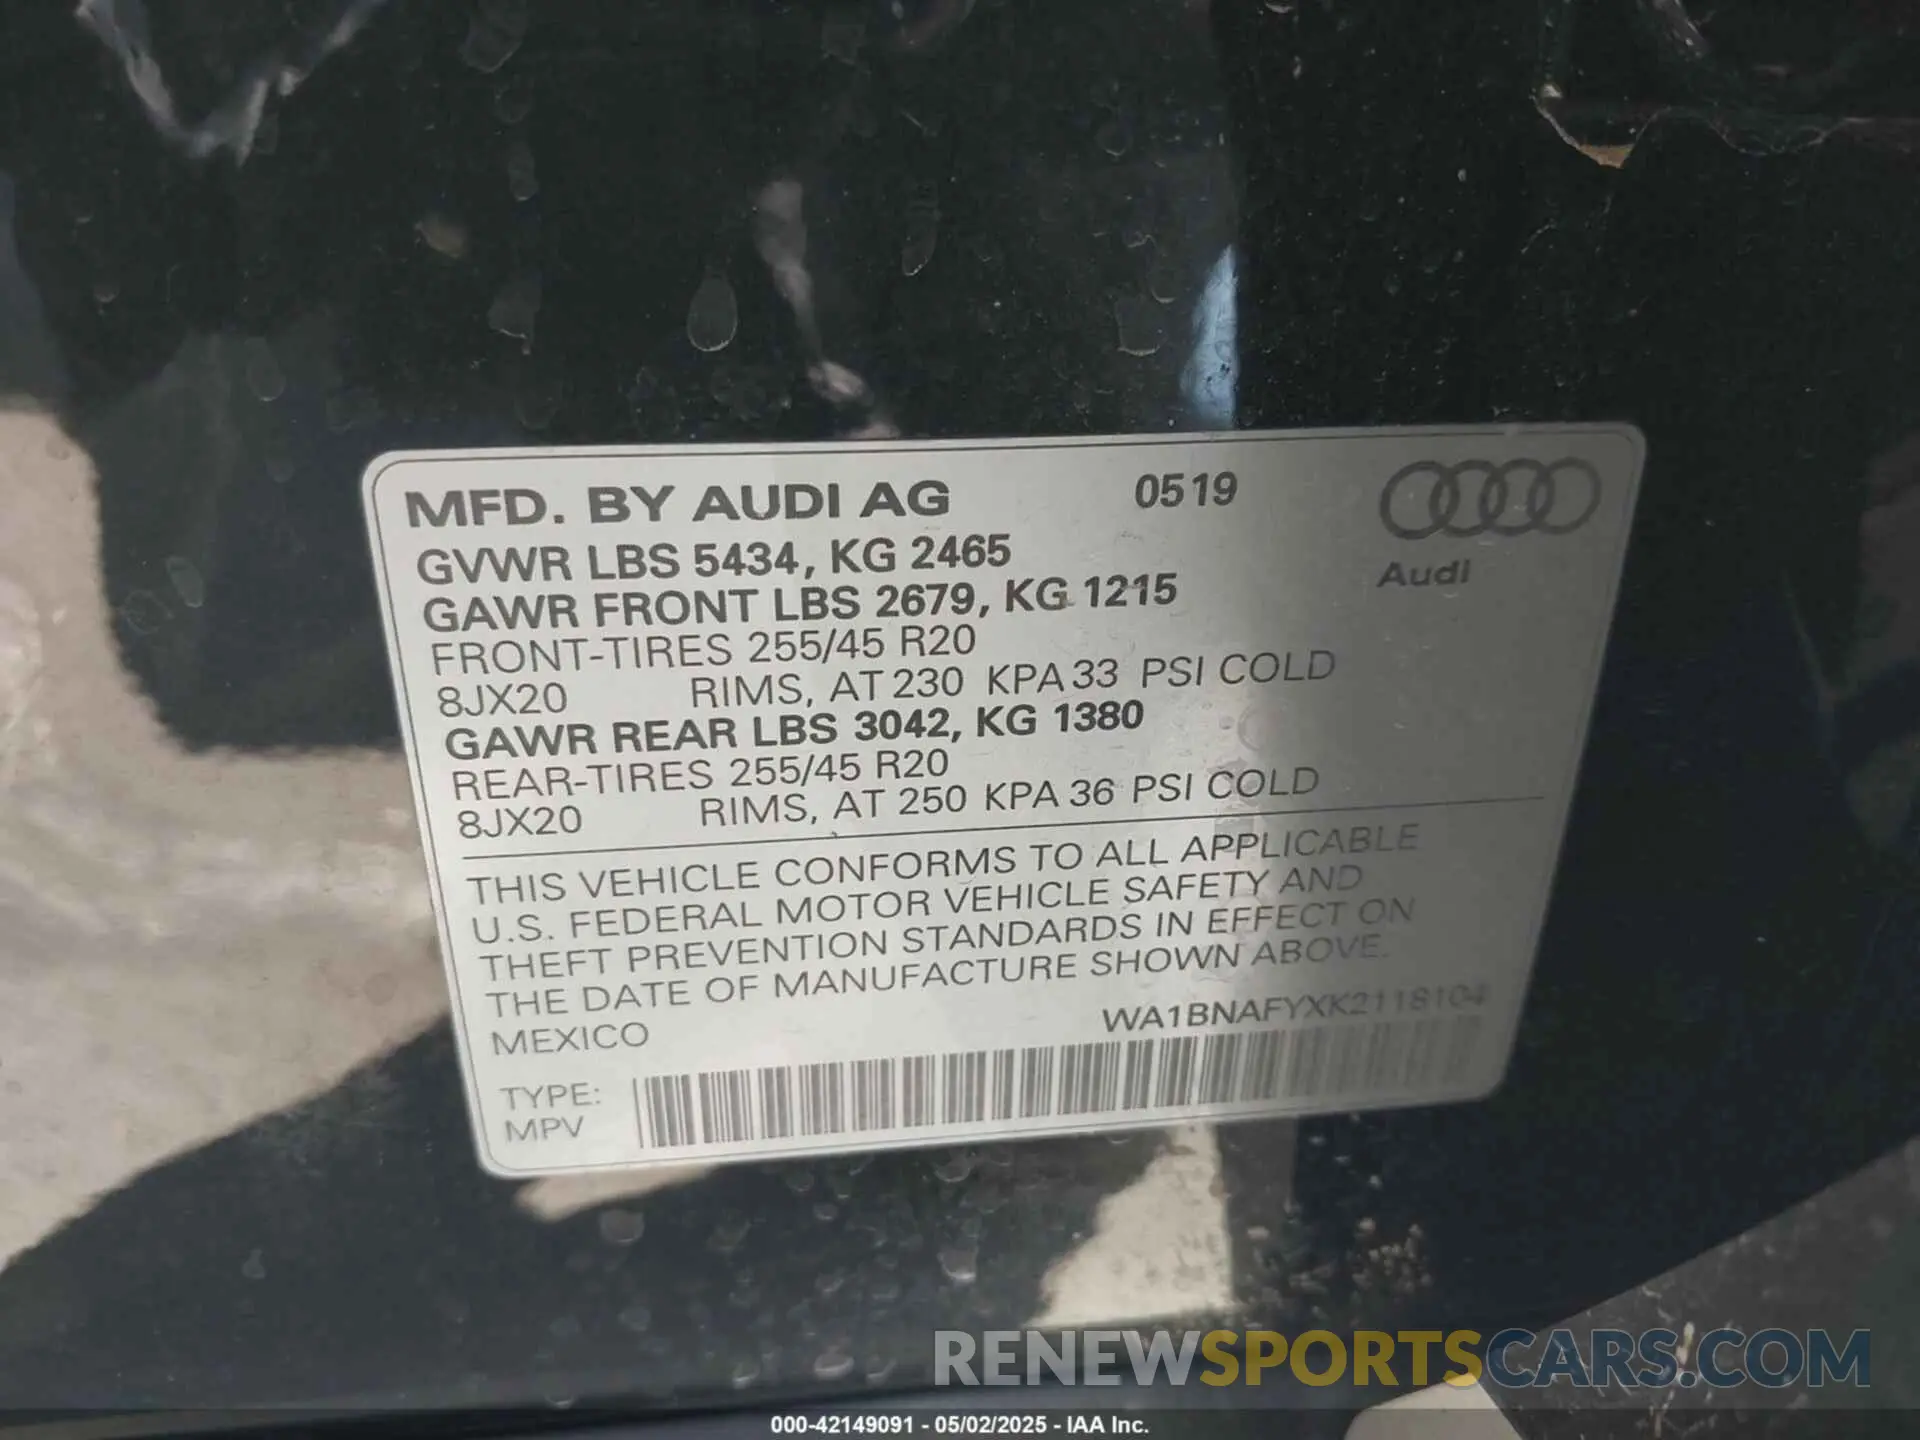 MFD. BY AUDI AG 0519
Audi
GVWR LBS 5434, KG 2465
GAWR FRONT LBS 2679, KG 1215
FRONT-TIRES 255/45 R20
8JX20 RIMS, AT 230 KPA 33 PSI COLD
GAWR REAR LBS 3042, KG 1380
REAR-TIRES 255/45 R20
8JX20 RIMS, AT 250 KPA 36 PSI COLD
THIS VEHICLE CONFORMS TO ALL APPLICABLE
U.S. FEDERAL MOTOR VEHICLE SAFETY AND
THEFT PREVENTION STANDARDS IN EFFECT ON
THE DATE OF MANUFACTURE SHOWN ABOVE.
MEXICO WA1BNAFYXK2118104
TYPE:
MPV
RENEWSPORTSCARS.COM
000-42149091 - 05/02/2025 - IAA Inc.